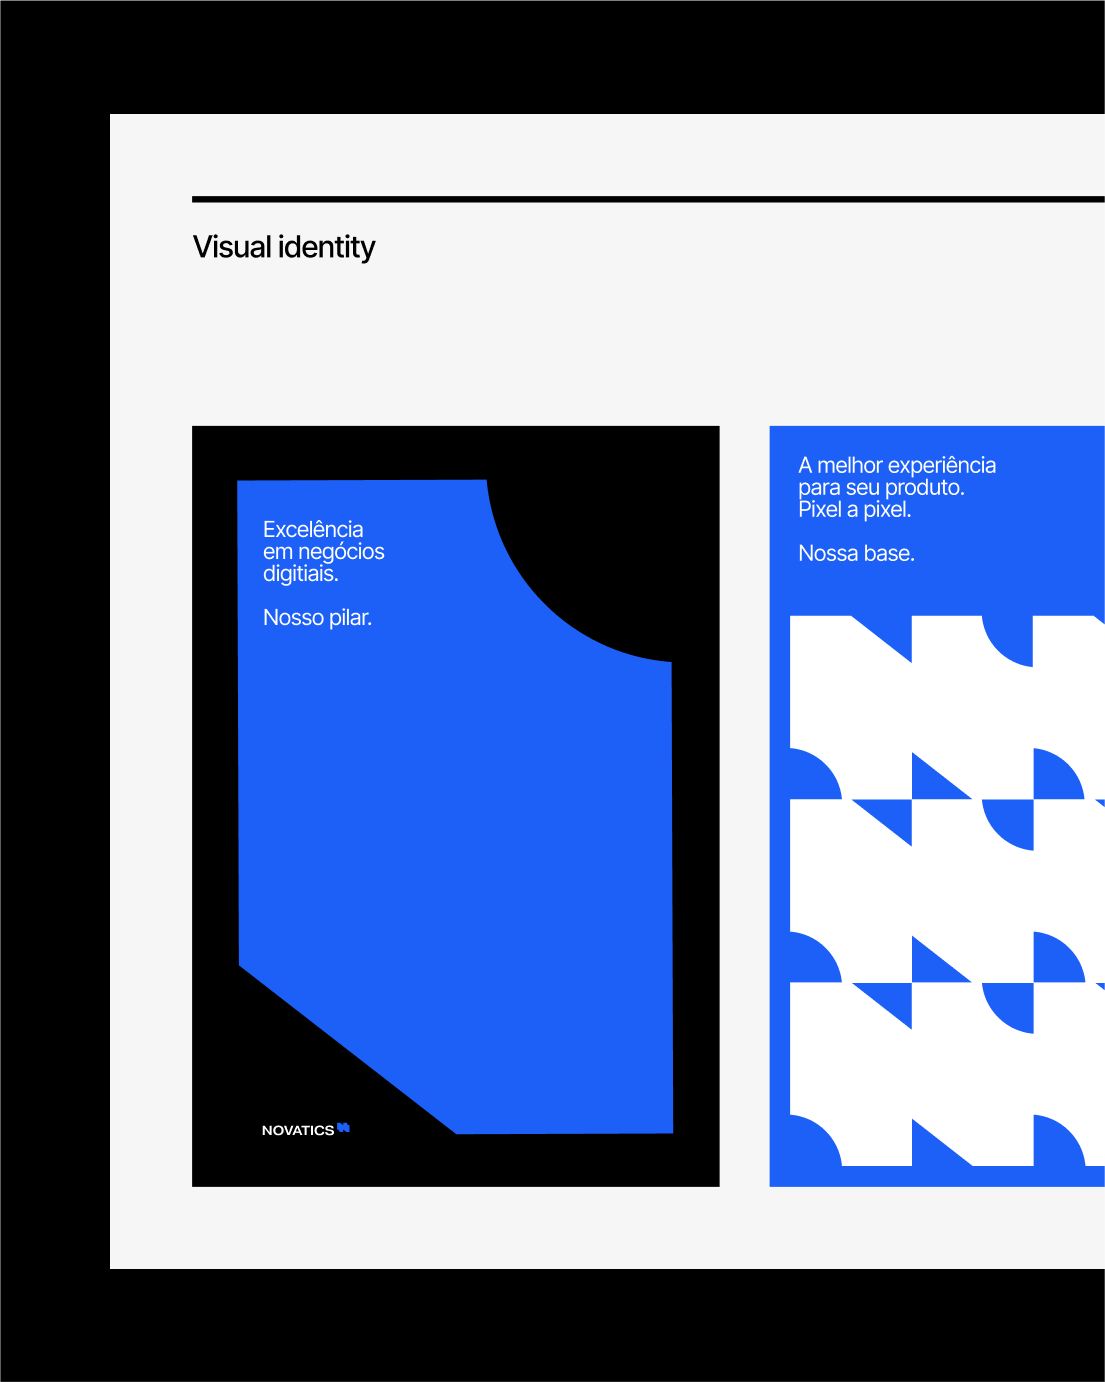 Visual identity
Excelência
em negócios
digitiais.
Nosso pilar.
NOVATICS
A melhor experiência
para seu produto.
Pixel a pixel.
Nossa base.